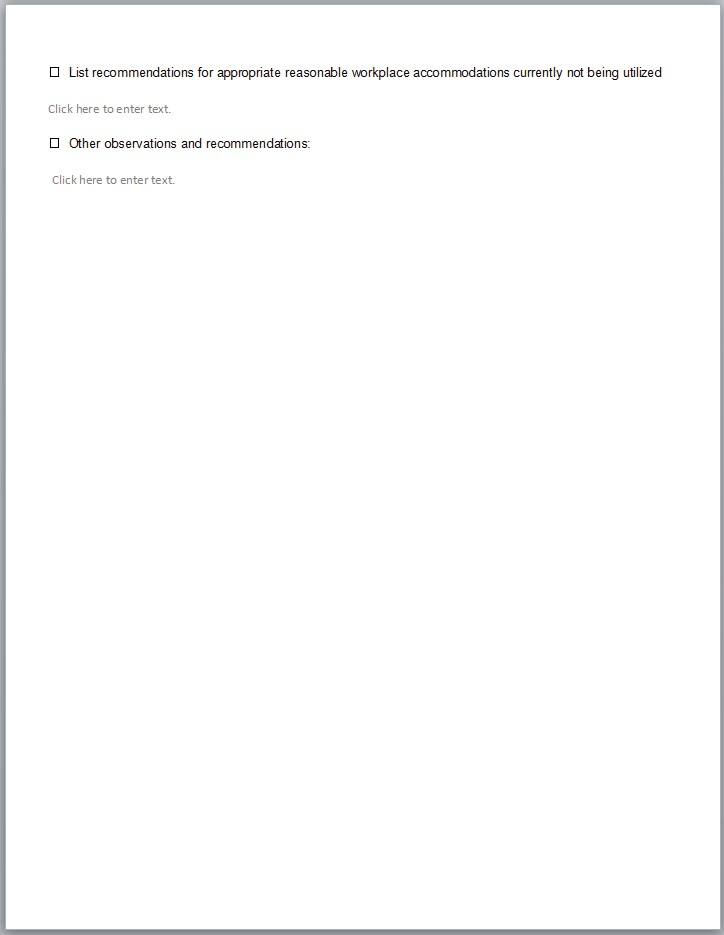 ☐ List recommendations for appropriate reasonable workplace accommodations currently not being utilized
Click here to enter text.
☐ Other observations and recommendations:
Click here to enter text.